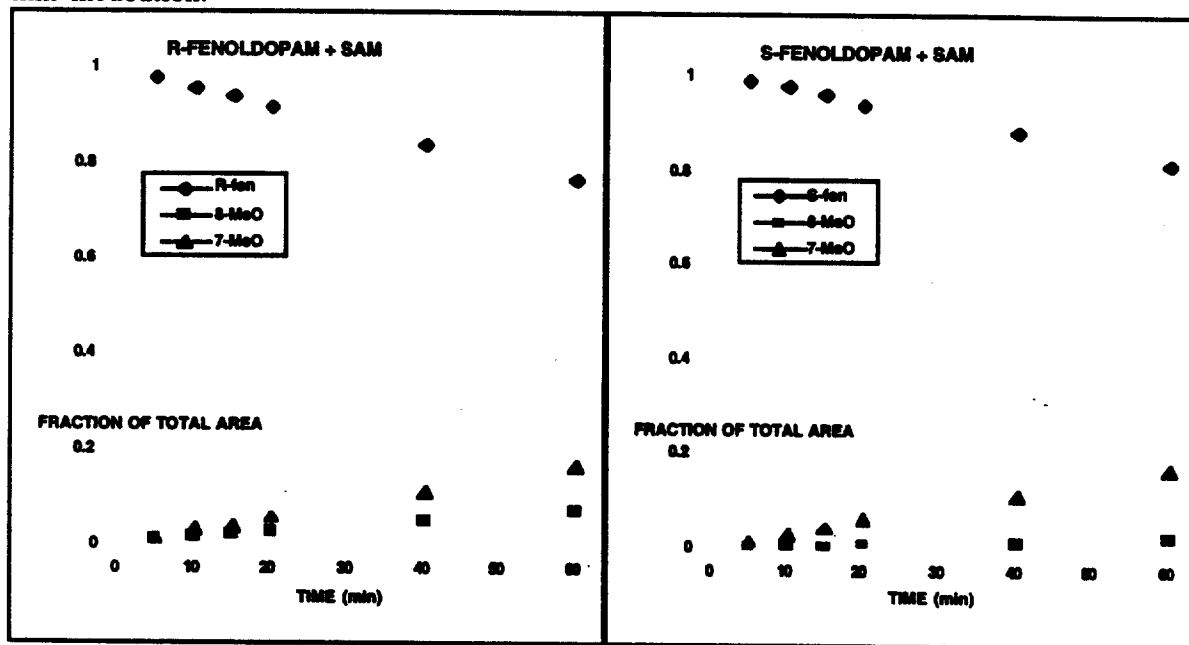 R-FENOLDOPAM + SAM
1
0.8
R-fen
8-MeO
7-MeO
0.6
0.4
FRACTION OF TOTAL AREA
0.2
0
0 10 20 30 40 50 60
TIME (min)
S-FENOLDOPAM + SAM
1
0.8
S-fen
8-MeO
7-MeO
0.6
0.4
FRACTION OF TOTAL AREA
0.2
0
0 10 20 30 40 50 60
TIME (min)